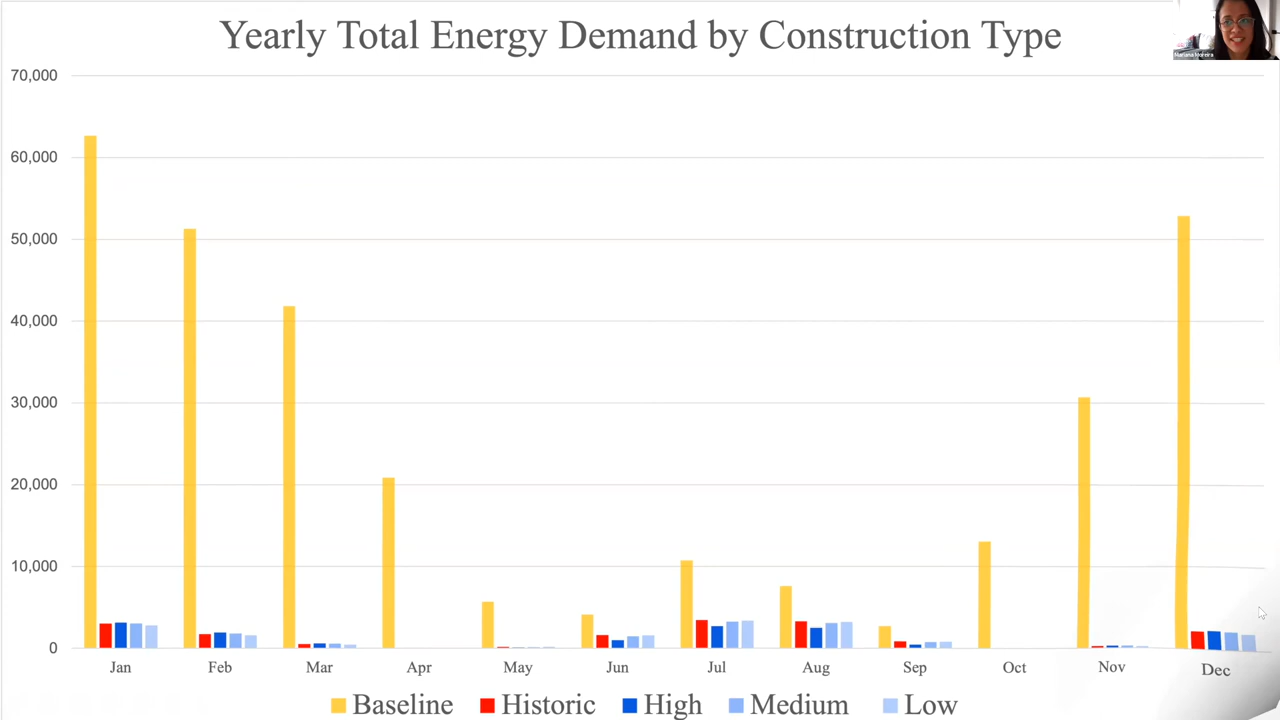 Yearly Total Energy Demand by Construction Type
Mariana Moreira
70,000
60,000
50,000
40,000
30,000
20,000
10,000
0
Jan Feb Mar Apr May Jun Jul Aug Sep Oct Nov Dec
Baseline Historic High Medium Low